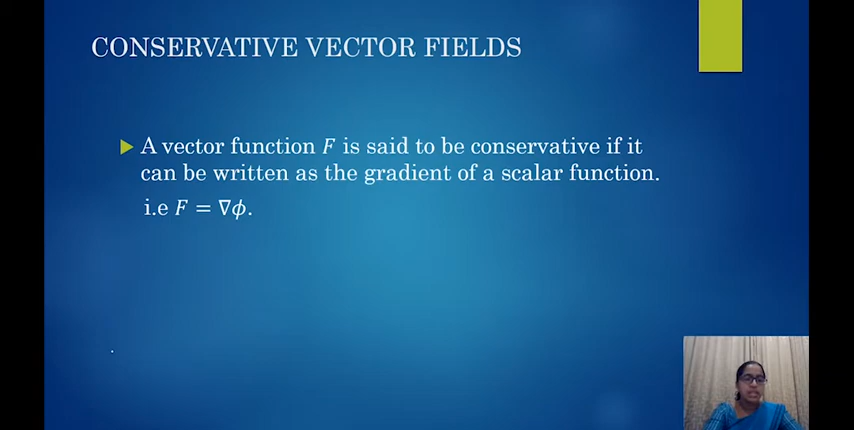 CONSERVATIVE VECTOR FIELDS
A vector function F is said to be conservative if it
can be written as the gradient of a scalar function.
i.e F = ∇ϕ.